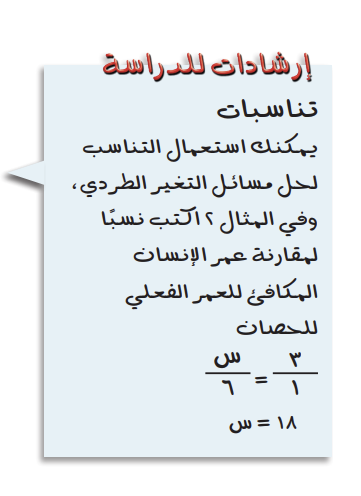 إرشادات للدراسة
تناسبات
يمكنك استعمال التناسب
لحل مسائل التغير الطردي،
وفي المثال ٢ اكتب نسبًا
لمقارنة عمر الإنسان
المكافئ للعمر الفعلي
للحصان
٣/١ = س/٦
١٨ = س